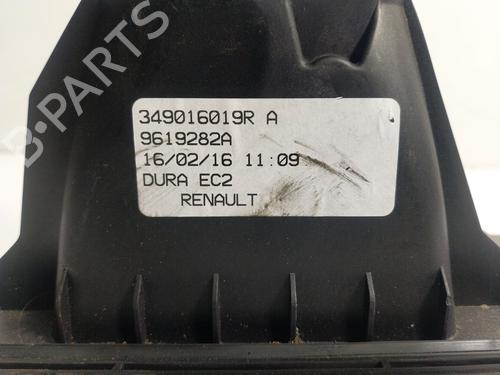 B-PARTS
349016019R A
9619282A
16/02/16 11:09
DURA EC2
RENAULT